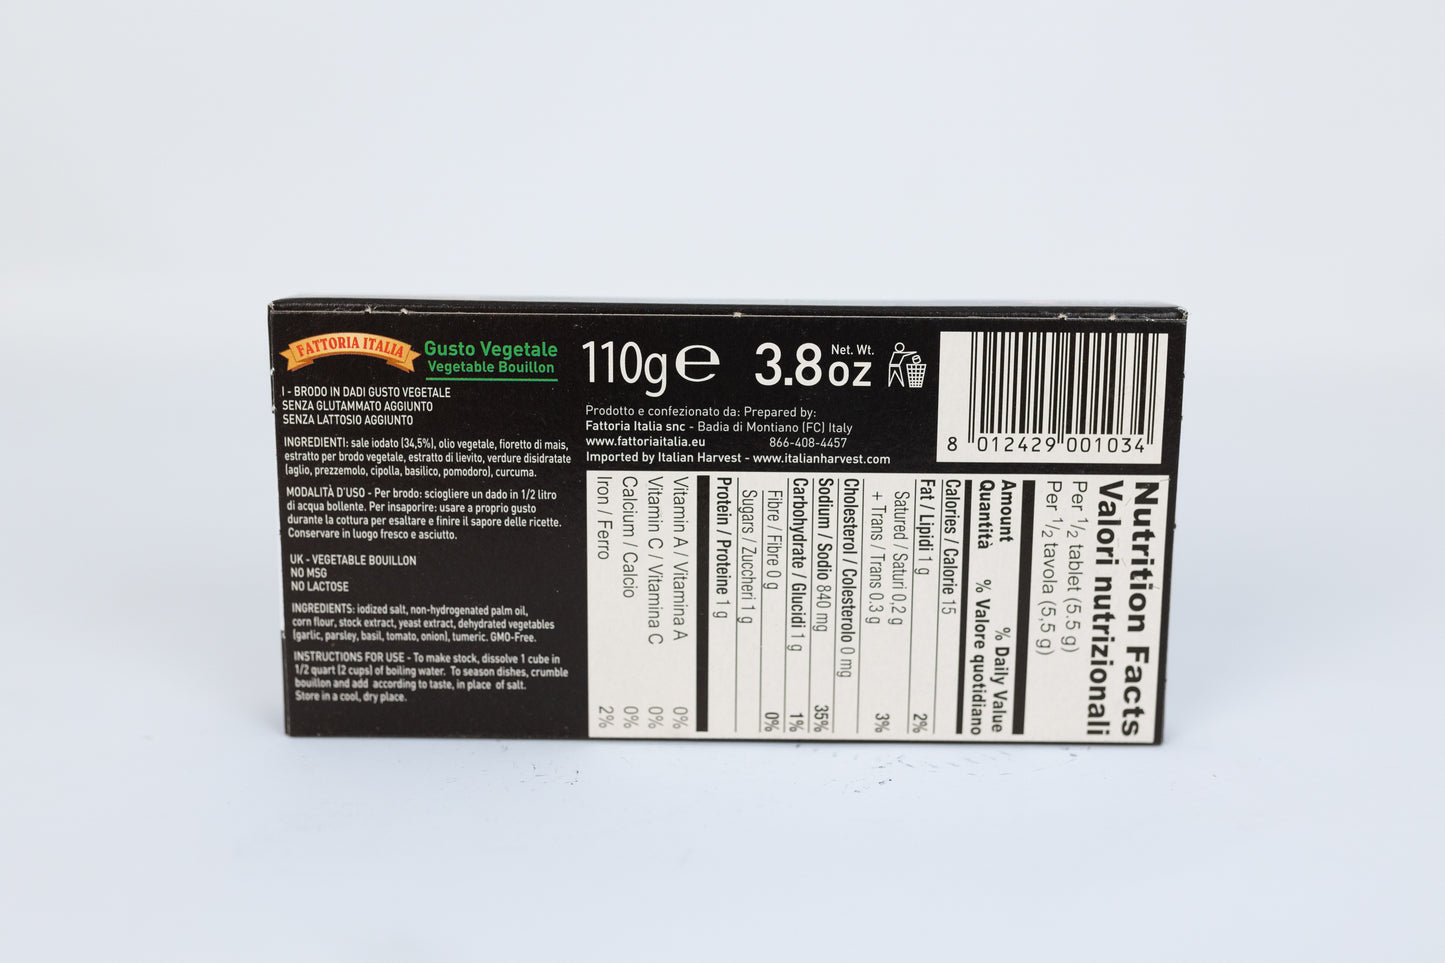 FATTORIA ITALIA
Gusto Vegetale
Vegetable Bouillon
I - BRODO IN DADI GUSTO VEGETALE
SENZA GLUTAMMATO AGGIUNTO
SENZA LATTOSIO AGGIUNTO
INGREDIENTI: sale iodato (34,5%), olio vegetale, fioretto di mais,
estratto per brodo vegetale, estratto di lievito, verdure disidratate
(aglio, prezzemolo, cipolla, basilico, pomodoro), curcuma.
MODALITÀ D'USO - Per brodo: sciogliere un dado in 1/2 litro
di acqua bollente. Per insaporire: usare a proprio gusto
durante la cottura per esaltare e finire il sapore delle ricette.
Conservare in luogo fresco e asciutto.
UK - VEGETABLE BOUILLON
NO MSG
NO LACTOSE
INGREDIENTS: iodized salt, non-hydrogenated palm oil,
corn flour, stock extract, yeast extract, dehydrated vegetables
(garlic, parsley, basil, tomato, onion), tumeric. GMO-Free.
INSTRUCTIONS FOR USE - To make stock, dissolve 1 cube in
1/2 quart (2 cups) of boiling water. To season dishes, crumble
bouillon and add according to taste, in place of salt.
Store in a cool, dry place.
110g e 3.8 oz Net. Wt.
Prodotto e confezionato da: Prepared by:
Fattoria Italia snc - Badia di Montiano (FC) Italy
www.fattoriaitalia.eu 866-408-4457
Imported by Italian Harvest - www.italianharvest.com
8 012429 001034
Nutrition Facts
Valori nutrizionali
Per 1/2 tablet (5.5 g)
Per 1/2 tavola (5,5 g)
Amount % Daily Value
Quantità % Valore quotidiano
Calories / Calorie 15
Fat / Lipidi 1 g 2%
Satured / Saturi 0,2 g
+ Trans / Trans 0.3 g 3%
Cholesterol / Colesterolo 0 mg
Sodium / Sodio 840 mg 35%
Carbohydrate / Glucidi 1 g 1%
Fibre / Fibre 0 g 0%
Sugars / Zuccheri 1 g
Protein / Proteine 1 g
Vitamin A / Vitamina A 0%
Vitamin C / Vitamina C 0%
Calcium / Calcio 0%
Iron / Ferro 2%